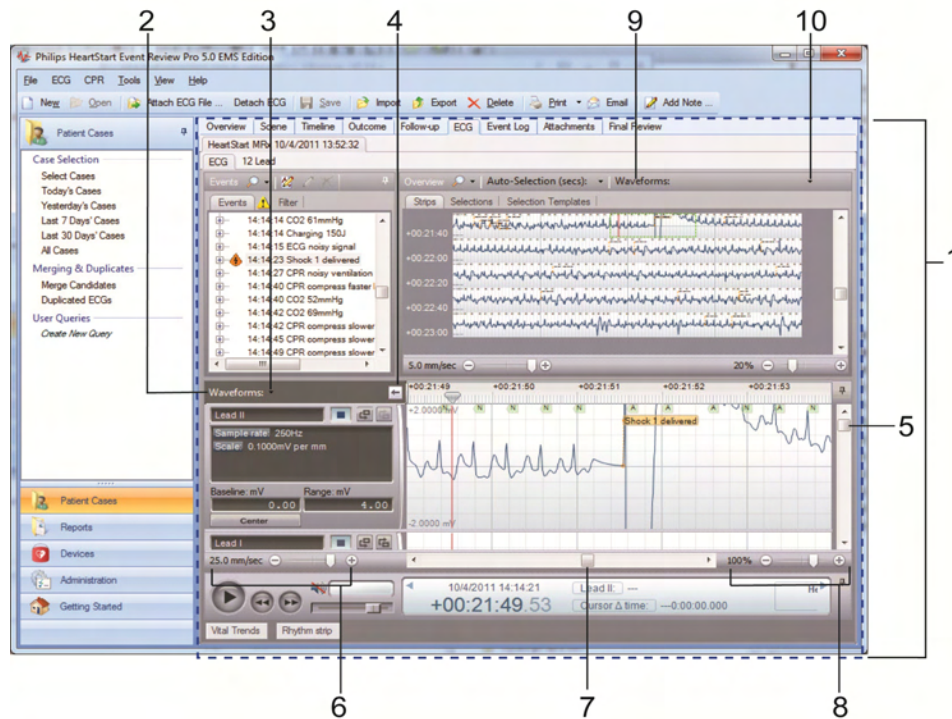 2 3 4 9 10
Philips HeartStart Event Review Pro 5.0 EMS Edition
File ECG CPR Tools View Help
New Open Attach ECG File ... Detach ECG Save Import Export Delete Print Email Add Note ...
Patient Cases
Overview Scene Timeline Outcome Follow-up ECG Event Log Attachments Final Review
HeartStart MRx 10/4/2011 13:52:32
ECG 12 Lead
Case Selection
Select Cases
Today's Cases
Yesterday's Cases
Last 7 Days' Cases
Last 30 Days' Cases
All Cases
Merging & Duplicates
Merge Candidates
Duplicated ECGs
User Queries
Create New Query
Events
Events Filter
14:14:14 CO2 61mmHg
14:14:14 Charging 150J
14:14:15 ECG noisy signal
14:14:23 Shock 1 delivered
14:14:27 CPR noisy ventilation
14:14:40 CPR compress faster
14:14:40 CO2 52mmHg
14:14:42 CO2 69mmHg
14:14:42 CPR compress slower
14:14:45 CPR compress slower
14:14:49 CPR compress slower
Overview Auto-Selection (secs): Waveforms:
Strips Selections Selection Templates
+00:21:40
+00:22:00
+00:22:20
+00:22:40
+00:23:00
5.0 mm/sec 20%
1
Waveforms:
+00:21:49 +00:21:50 +00:21:51 +00:21:52 +00:21:53
Lead II
Sample rate 250Hz
Scale 0.1000mV per mm
Baseline: mV Range: mV
0.00 4.00
Center
Lead I
+2.0000 mV
N N N N N A A A A N
Shock 1 delivered
-2.0000 mV
5
25.0 mm/sec 100%
Patient Cases
Reports
Devices
Administration
Getting Started
10/4/2011 14:14:21 Lead II: ---
+00:21:49.53 Cursor Δ time: ---0:00:00.000
Vital Trends Rhythm strip
6 7 8